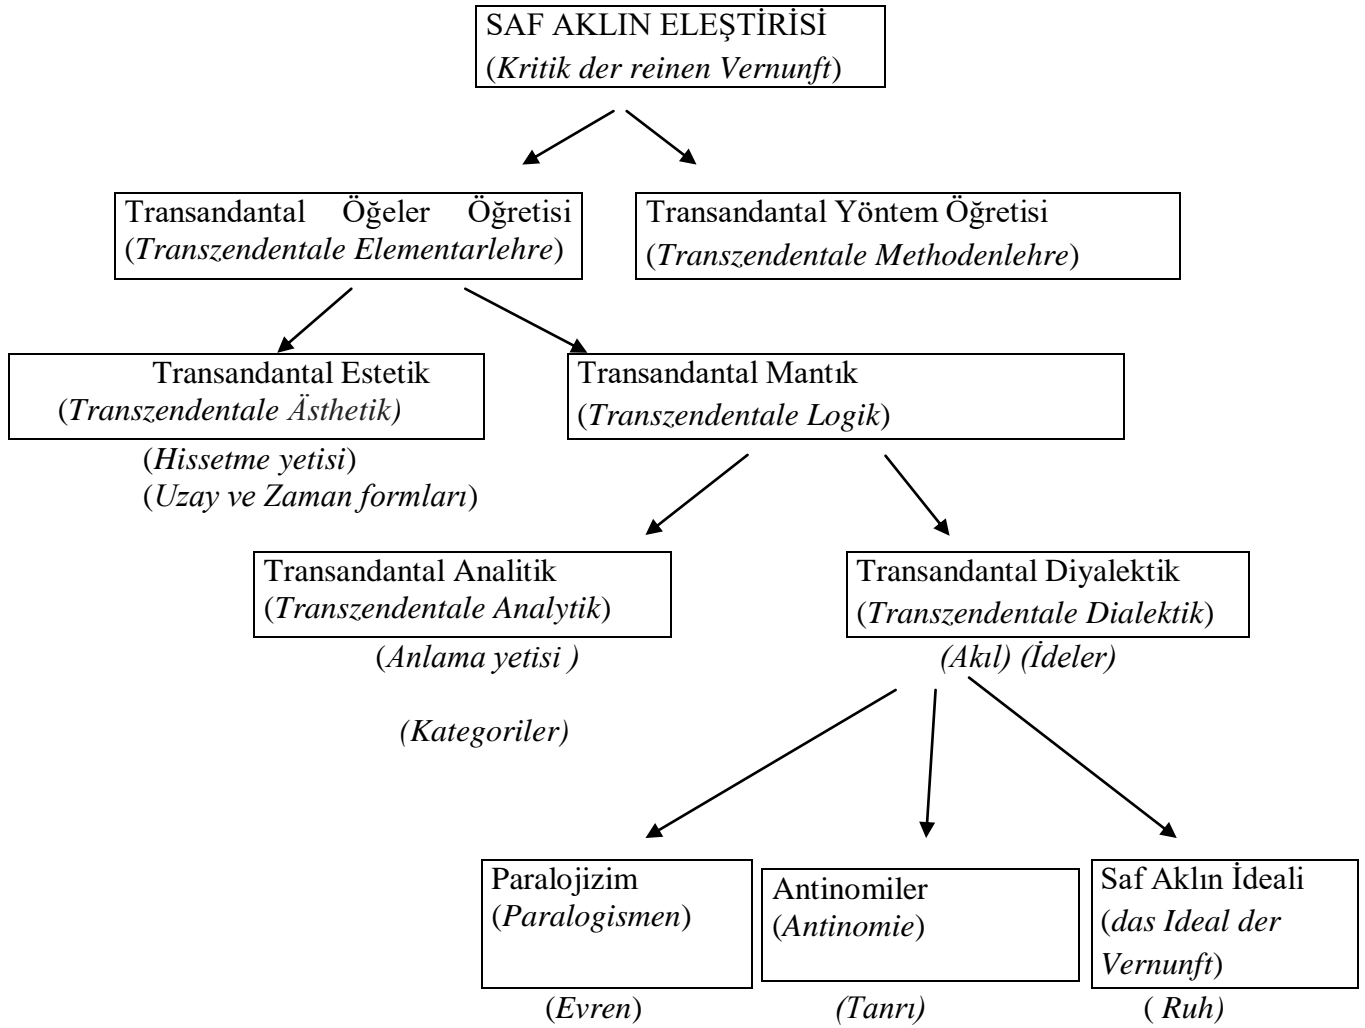 SAF AKLIN ELEŞTİRİSİ
(Kritik der reinen Vernunft)
Transandantal Öğeler Öğretisi
(Transzendentale Elementarlehre)
Transandantal Yöntem Öğretisi
(Transzendentale Methodenlehre)
Transandantal Estetik
(Transzendentale Ästhetik)
(Hissetme yetisi)
(Uzay ve Zaman formları)
Transandantal Mantık
(Transzendentale Logik)
Transandantal Analitik
(Transzendentale Analytik)
(Anlama yetisi )
(Kategoriler)
Transandantal Diyalektik
(Transzendentale Dialektik)
(Akıl) (İdeler)
Paralojizim
(Paralogismen)
(Evren)
Antinomiler
(Antinomie)
(Tanrı)
Saf Aklın İdeali
(das Ideal der
Vernunft)
( Ruh)